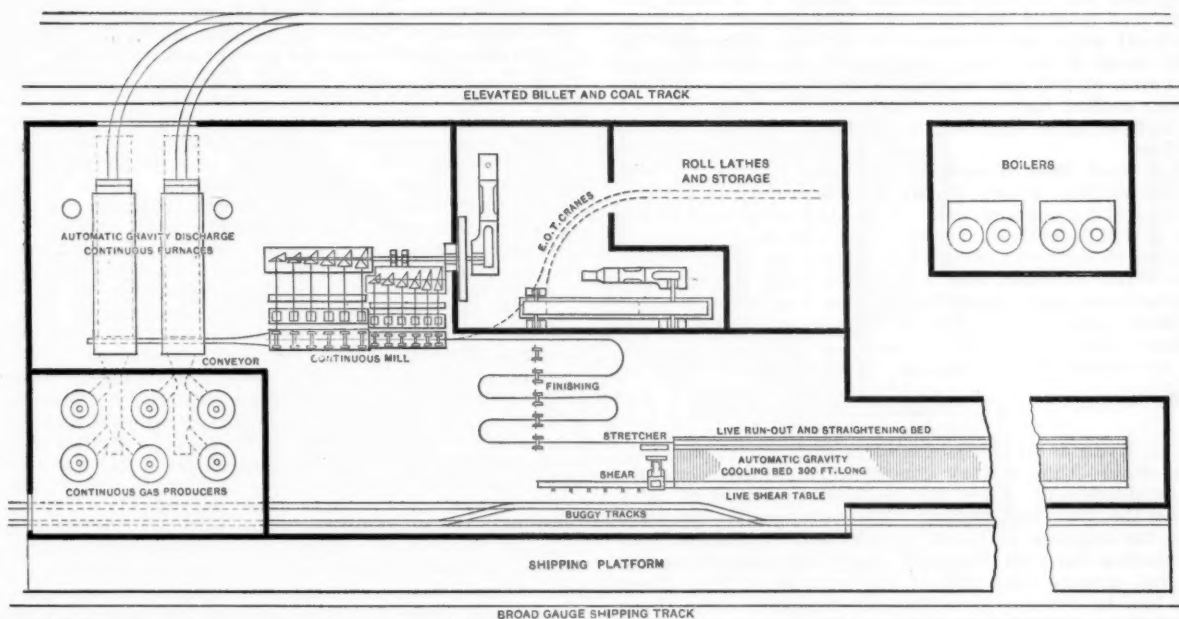 ELEVATED BILLET AND COAL TRACK
ROLL LATHES
AND STORAGE
BOILERS
E.O.T. CRANES
AUTOMATIC GRAVITY DISCHARGE
CONTINUOUS FURNACES
CONVEYOR
CONTINUOUS MILL
FINISHING
STRETCHER
LIVE RUN-OUT AND STRAIGHTENING BED
AUTOMATIC GRAVITY
COOLING BED 300 FT. LONG
SHEAR
LIVE SHEAR TABLE
CONTINUOUS GAS PRODUCERS
BUGGY TRACKS
SHIPPING PLATFORM
BROAD GAUGE SHIPPING TRACK